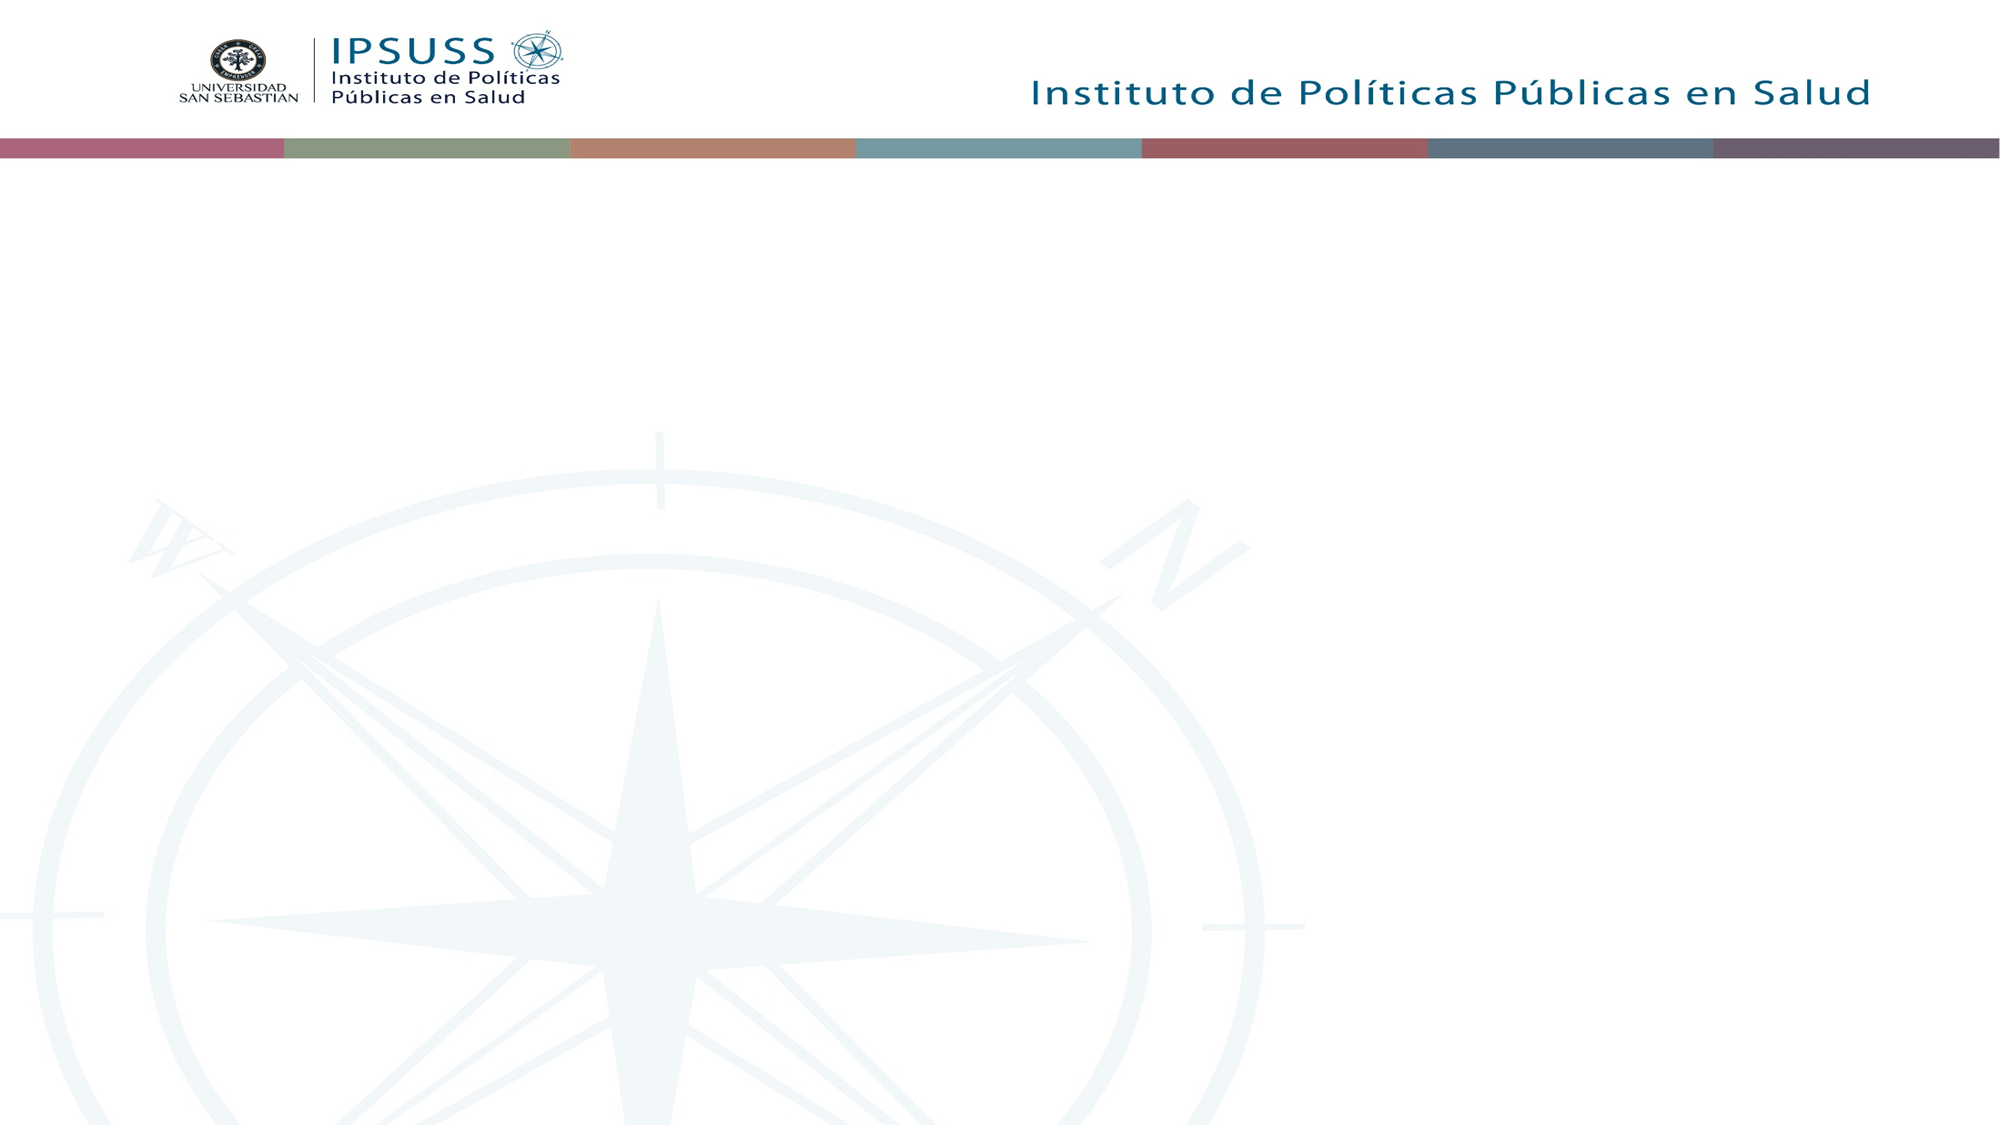 UNIVERSIDAD
SAN SEBASTIAN
IPSUSS
Instituto de Políticas
Públicas en Salud
Instituto de Políticas Públicas en Salud
W
N